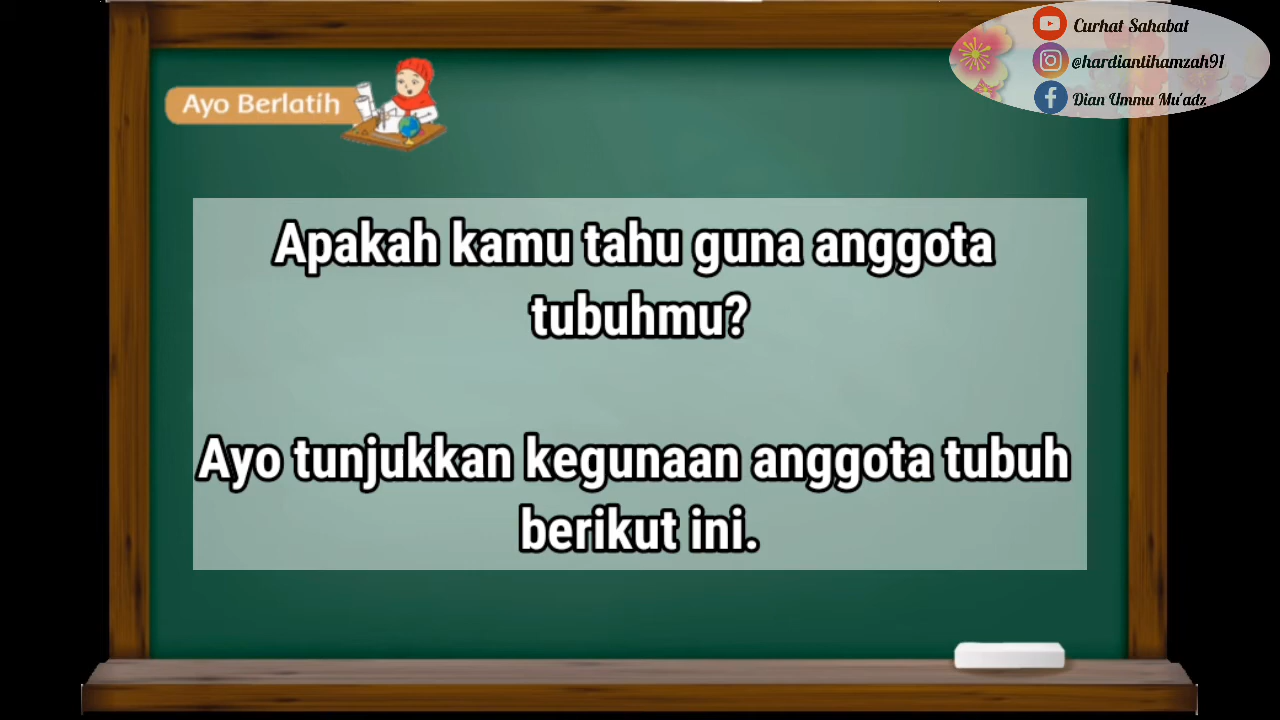 Curhat Sahabat
@hardiantihamzah91
Dian Ummu Mu'adz
Ayo Berlatih
Apakah kamu tahu guna anggota
tubuhmu?
Ayo tunjukkan kegunaan anggota tubuh
berikut ini.